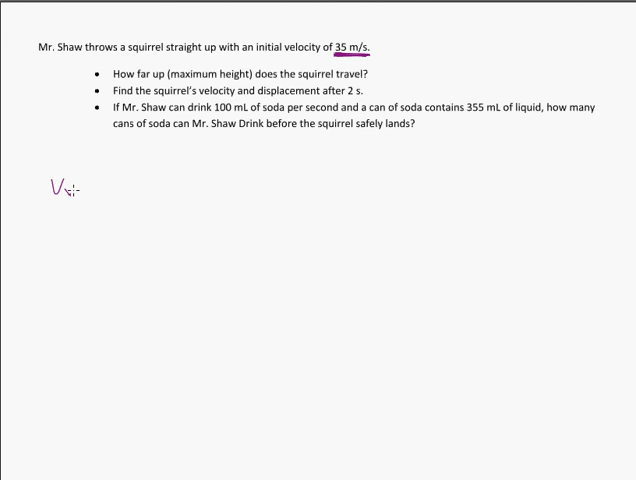 Mr. Shaw throws a squirrel straight up with an initial velocity of 35 m/s.
• How far up (maximum height) does the squirrel travel?
• Find the squirrel's velocity and displacement after 2 s.
• If Mr. Shaw can drink 100 mL of soda per second and a can of soda contains 355 mL of liquid, how many
cans of soda can Mr. Shaw Drink before the squirrel safely lands?
V